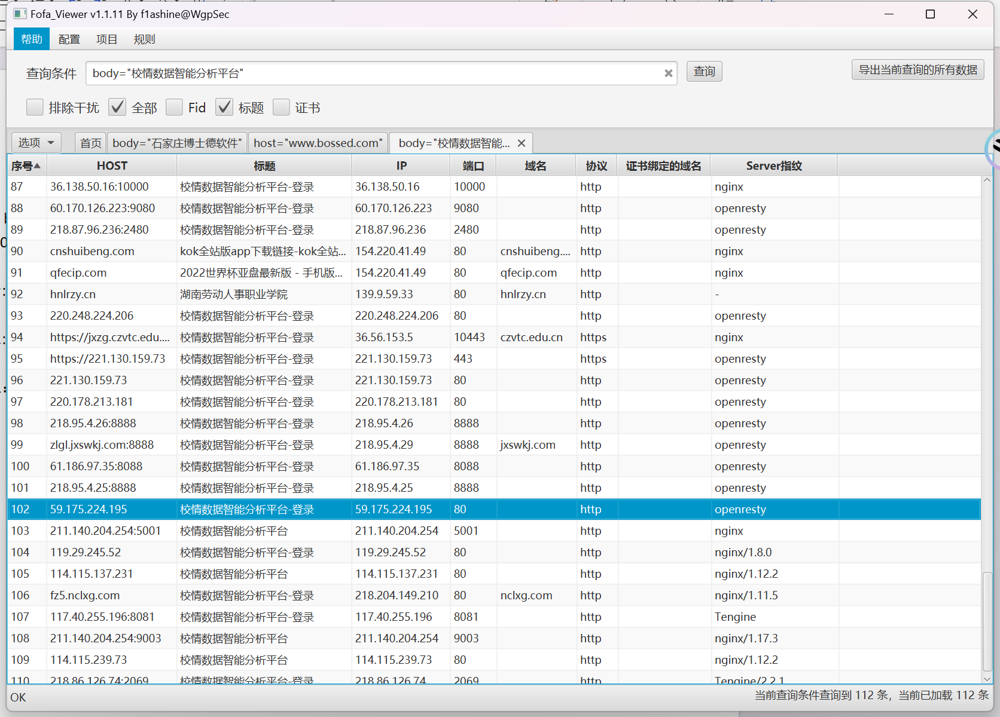 Fofa_Viewer v1.1.11 By f1ashine@WgpSec
帮助 配置 项目 规则
查询条件 body="校情数据智能分析平台" 查询 导出当前查询的所有数据
排除干扰 全部 Fid 标题 证书
选项 首页 body="石家庄博士德软件" host="www.bossed.com" body="校情数据智能...
序号 HOST 标题 IP 端口 域名 协议 证书绑定的域名 Server指纹
87 36.138.50.16:10000 校情数据智能分析平台-登录 36.138.50.16 10000 http nginx
88 60.170.126.223:9080 校情数据智能分析平台-登录 60.170.126.223 9080 http openresty
89 218.87.96.236:2480 校情数据智能分析平台-登录 218.87.96.236 2480 http openresty
90 cnshuibeng.com kok全站版app下载链接-kok全站... 154.220.41.49 80 cnshuibeng.... http nginx
91 qfecip.com 2022世界杯亚盘最新版 - 手机版... 154.220.41.49 80 qfecip.com http nginx
92 hnlrzy.cn 湖南劳动人事职业学院 139.9.59.33 80 hnlrzy.cn http -
93 220.248.224.206 校情数据智能分析平台-登录 220.248.224.206 80 http openresty
94 https://jxzg.czvtc.edu.... 校情数据智能分析平台-登录 36.56.153.5 10443 czvtc.edu.cn https nginx
95 https://221.130.159.73 校情数据智能分析平台-登录 221.130.159.73 443 https openresty
96 221.130.159.73 校情数据智能分析平台-登录 221.130.159.73 80 http openresty
97 220.178.213.181 校情数据智能分析平台-登录 220.178.213.181 80 http openresty
98 218.95.4.26:8888 校情数据智能分析平台-登录 218.95.4.26 8888 http openresty
99 zlgl.jxswkj.com:8888 校情数据智能分析平台-登录 218.95.4.29 8888 jxswkj.com http openresty
100 61.186.97.35:8088 校情数据智能分析平台-登录 61.186.97.35 8088 http openresty
101 218.95.4.25:8888 校情数据智能分析平台-登录 218.95.4.25 8888 http openresty
102 59.175.224.195 校情数据智能分析平台-登录 59.175.224.195 80 http openresty
103 211.140.204.254:5001 校情数据智能分析平台 211.140.204.254 5001 http nginx
104 119.29.245.52 校情数据智能分析平台-登录 119.29.245.52 80 http nginx/1.8.0
105 114.115.137.231 校情数据智能分析平台 114.115.137.231 80 http nginx/1.12.2
106 fz5.nclxg.com 校情数据智能分析平台-登录 218.204.149.210 80 nclxg.com http nginx/1.11.5
107 117.40.255.196:8081 校情数据智能分析平台-登录 117.40.255.196 8081 http Tengine
108 211.140.204.254:9003 校情数据智能分析平台 211.140.204.254 9003 http nginx/1.17.3
109 114.115.239.73 校情数据智能分析平台 114.115.239.73 80 http nginx/1.12.2
110 218.86.126.74:2069 校情数据智能分析平台-登录 218.86.126.74 2069 http Tengine/2.2.1
OK 当前查询条件查询到 112 条，当前已加载 112 条